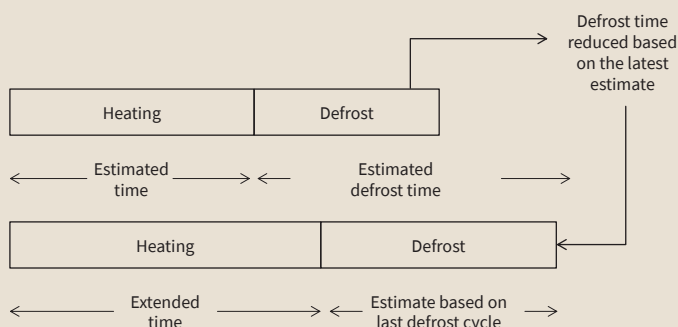 Defrost time
reduced based
on the latest
estimate
Heating
Defrost
Estimated
time
Estimated
defrost time
Heating
Defrost
Extended
time
Estimate based on
last defrost cycle